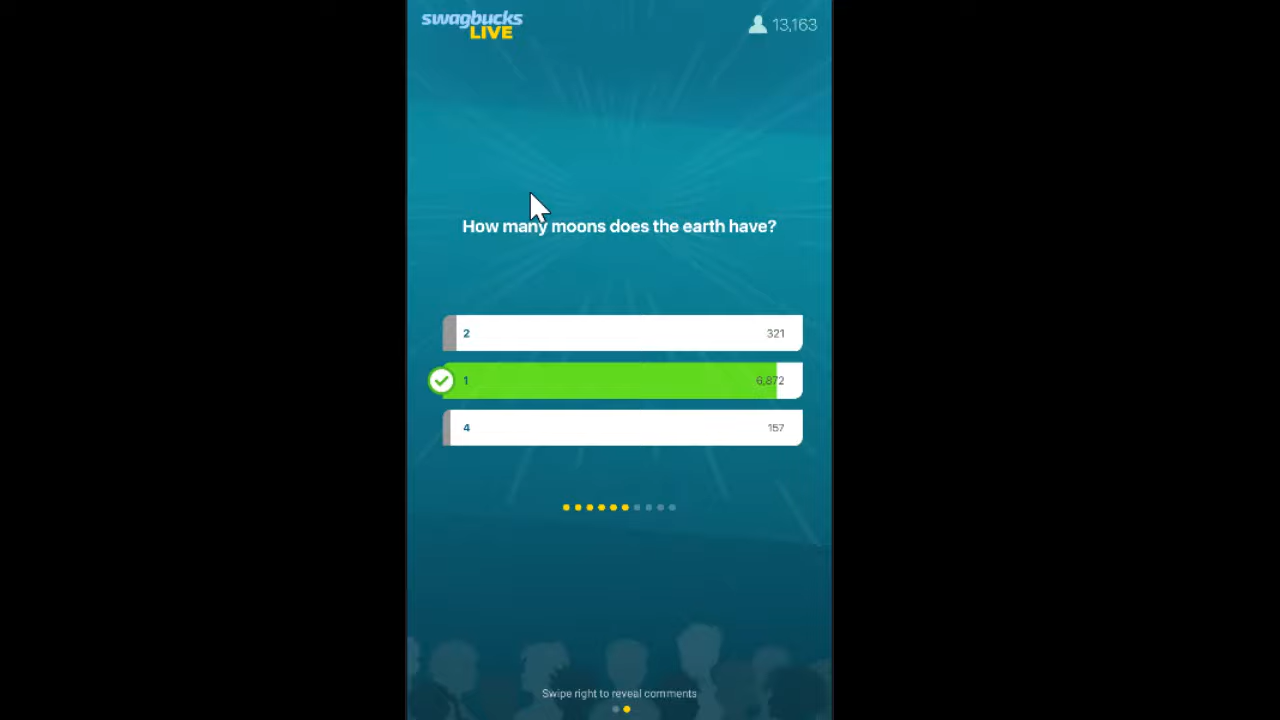 swagbucks
LIVE
13,163
How many moons does the earth have?
2 321
1 6,872
4 157
Swipe right to reveal comments